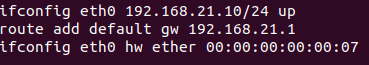 ifconfig eth0 192.168.21.10/24 up
route add default gw 192.168.21.1
ifconfig eth0 hw ether 00:00:00:00:00:07